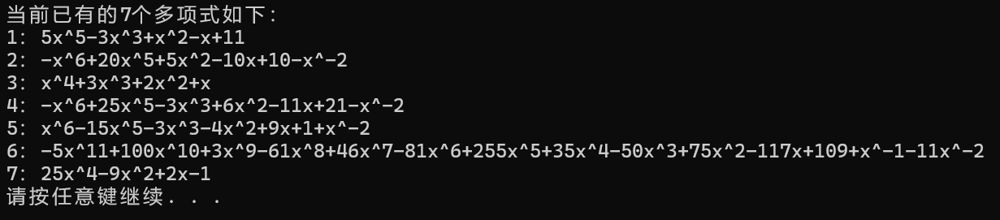 当前已有的7个多项式如下:
1: 5x^5-3x^3+x^2-x+11
2: -x^6+20x^5+5x^2-10x+10-x^-2
3: x^4+3x^3+2x^2+x
4: -x^6+25x^5-3x^3+6x^2-11x+21-x^-2
5: x^6-15x^5-3x^3-4x^2+9x+1+x^-2
6: -5x^11+100x^10+3x^9-61x^8+46x^7-81x^6+255x^5+35x^4-50x^3+75x^2-117x+109+x^-1-11x^-2
7: 25x^4-9x^2+2x-1
请按任意键继续. . .